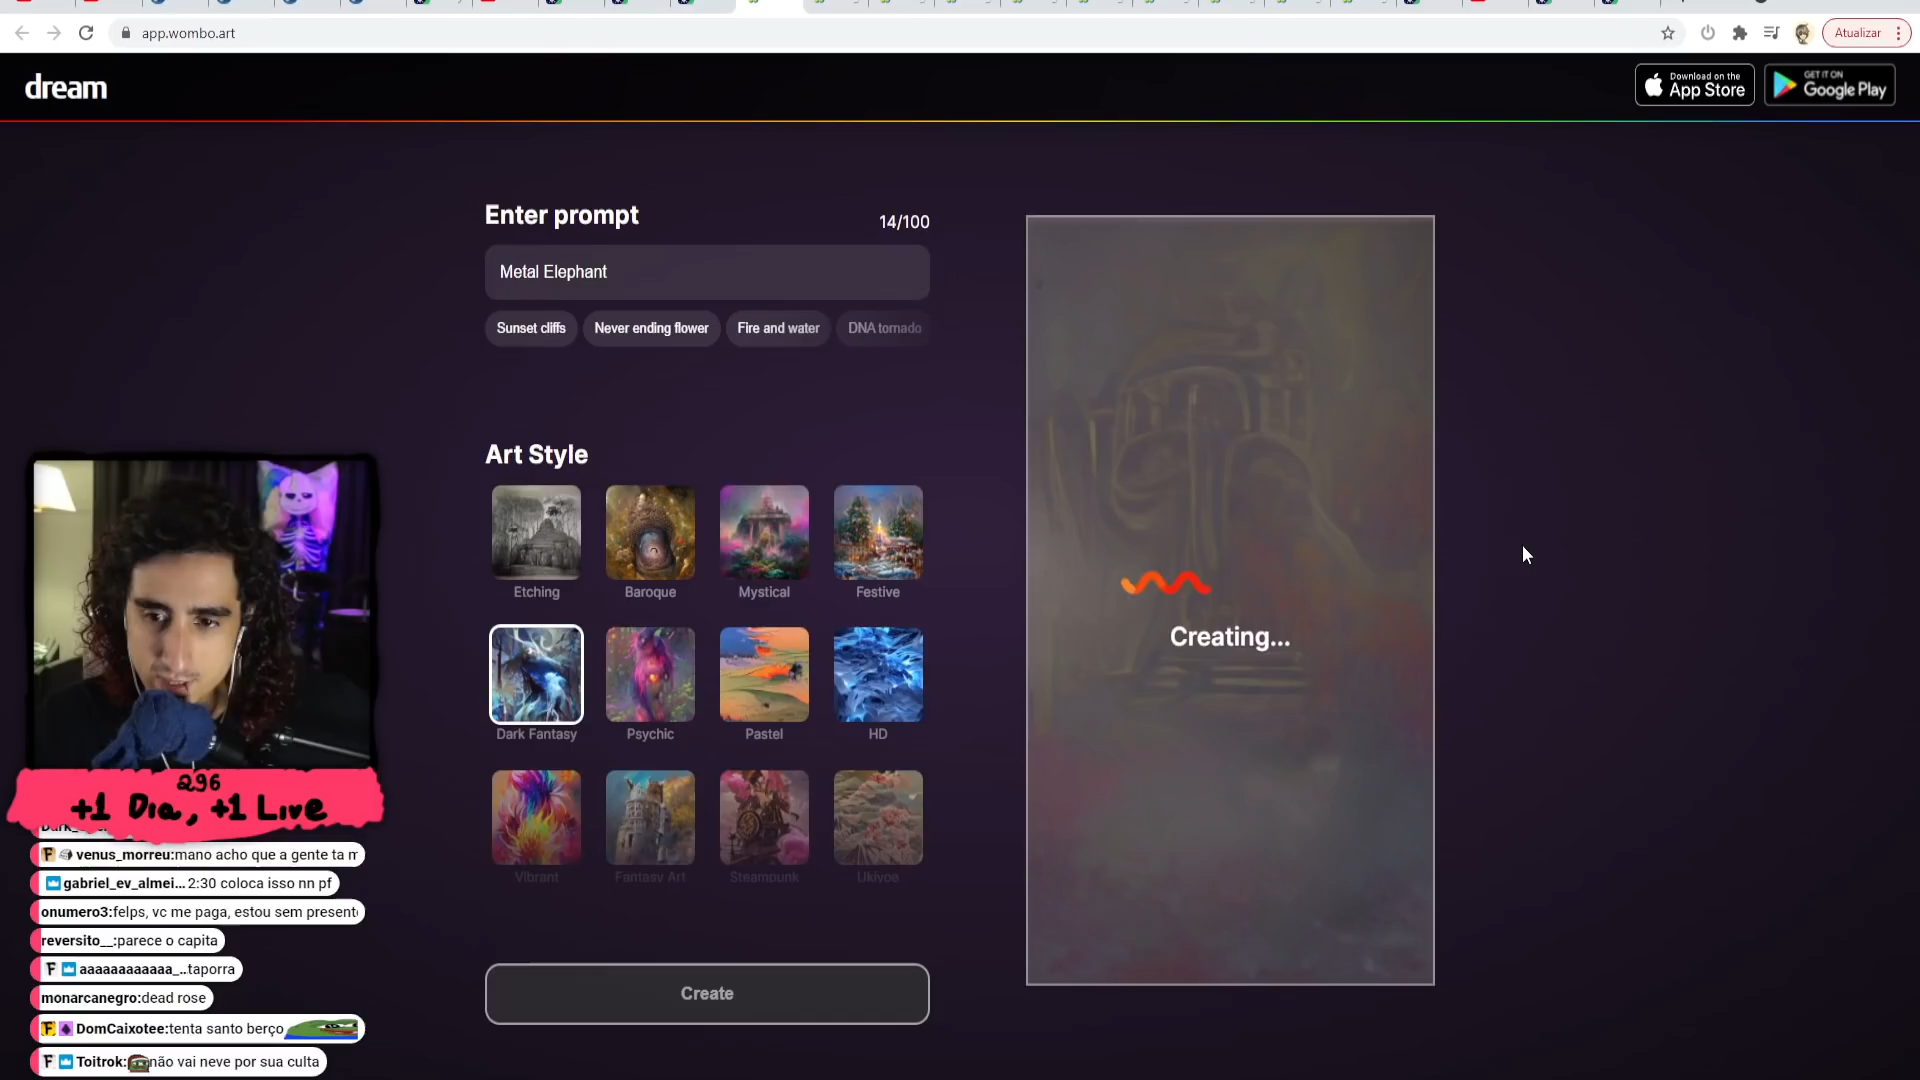 app.wombo.art
Atualizar
dream
Download on the
App Store
GET IT ON
Google Play
Enter prompt
14/100
Metal Elephant
Sunset cliffs
Never ending flower
Fire and water
DNA tornado
Art Style
Etching
Baroque
Mystical
Festive
Dark Fantasy
Psychic
Pastel
HD
Vibrant
Fantasy Art
Steampunk
Ukiyoe
Create
Creating...
296
+1 Dia, +1 Live
venus_morreu:mano acho que a gente ta m
gabriel_ev_almei... 2:30 coloca isso nn pf
onumero3:felps, vc me paga, estou sem present
reversito__:parece o capita
aaaaaaaaaaaa_..taporra
monarcanegro:dead rose
DomCaixotee:tenta santo berço
Toitrok: não vai neve por sua culta